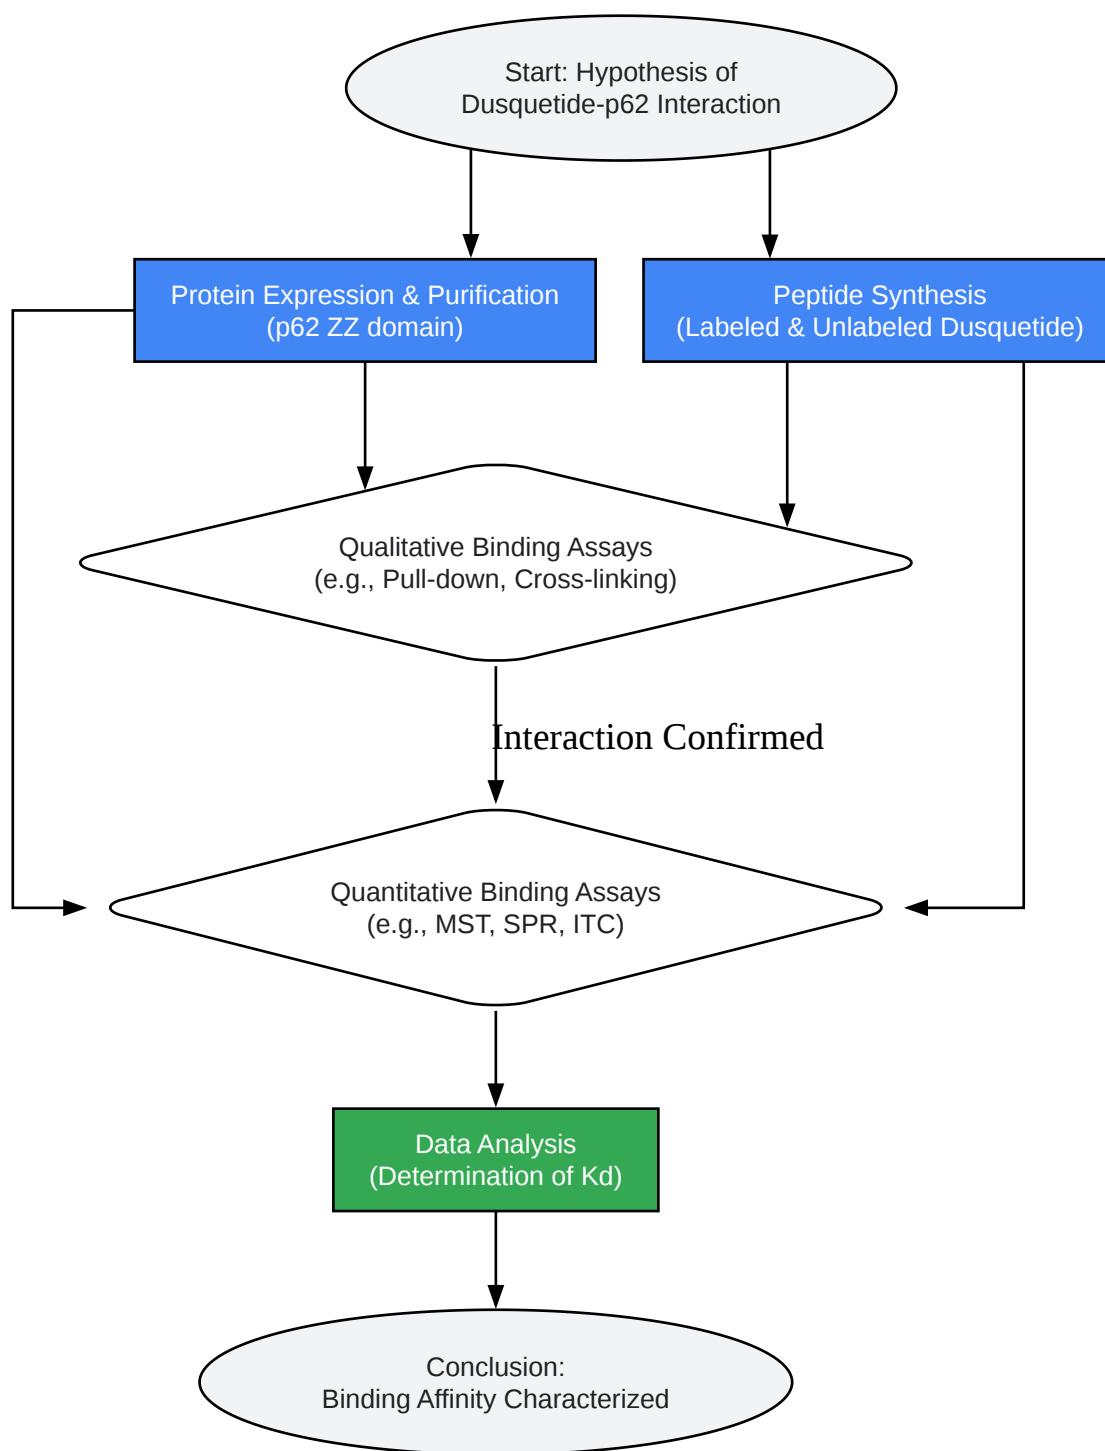 Start: Hypothesis of
Dusquetide-p62 Interaction
Protein Expression & Purification
(p62 ZZ domain)
Peptide Synthesis
(Labeled & Unlabeled Dusquetide)
Qualitative Binding Assays
(e.g., Pull-down, Cross-linking)
Interaction Confirmed
Quantitative Binding Assays
(e.g., MST, SPR, ITC)
Data Analysis
(Determination of Kd)
Conclusion:
Binding Affinity Characterized